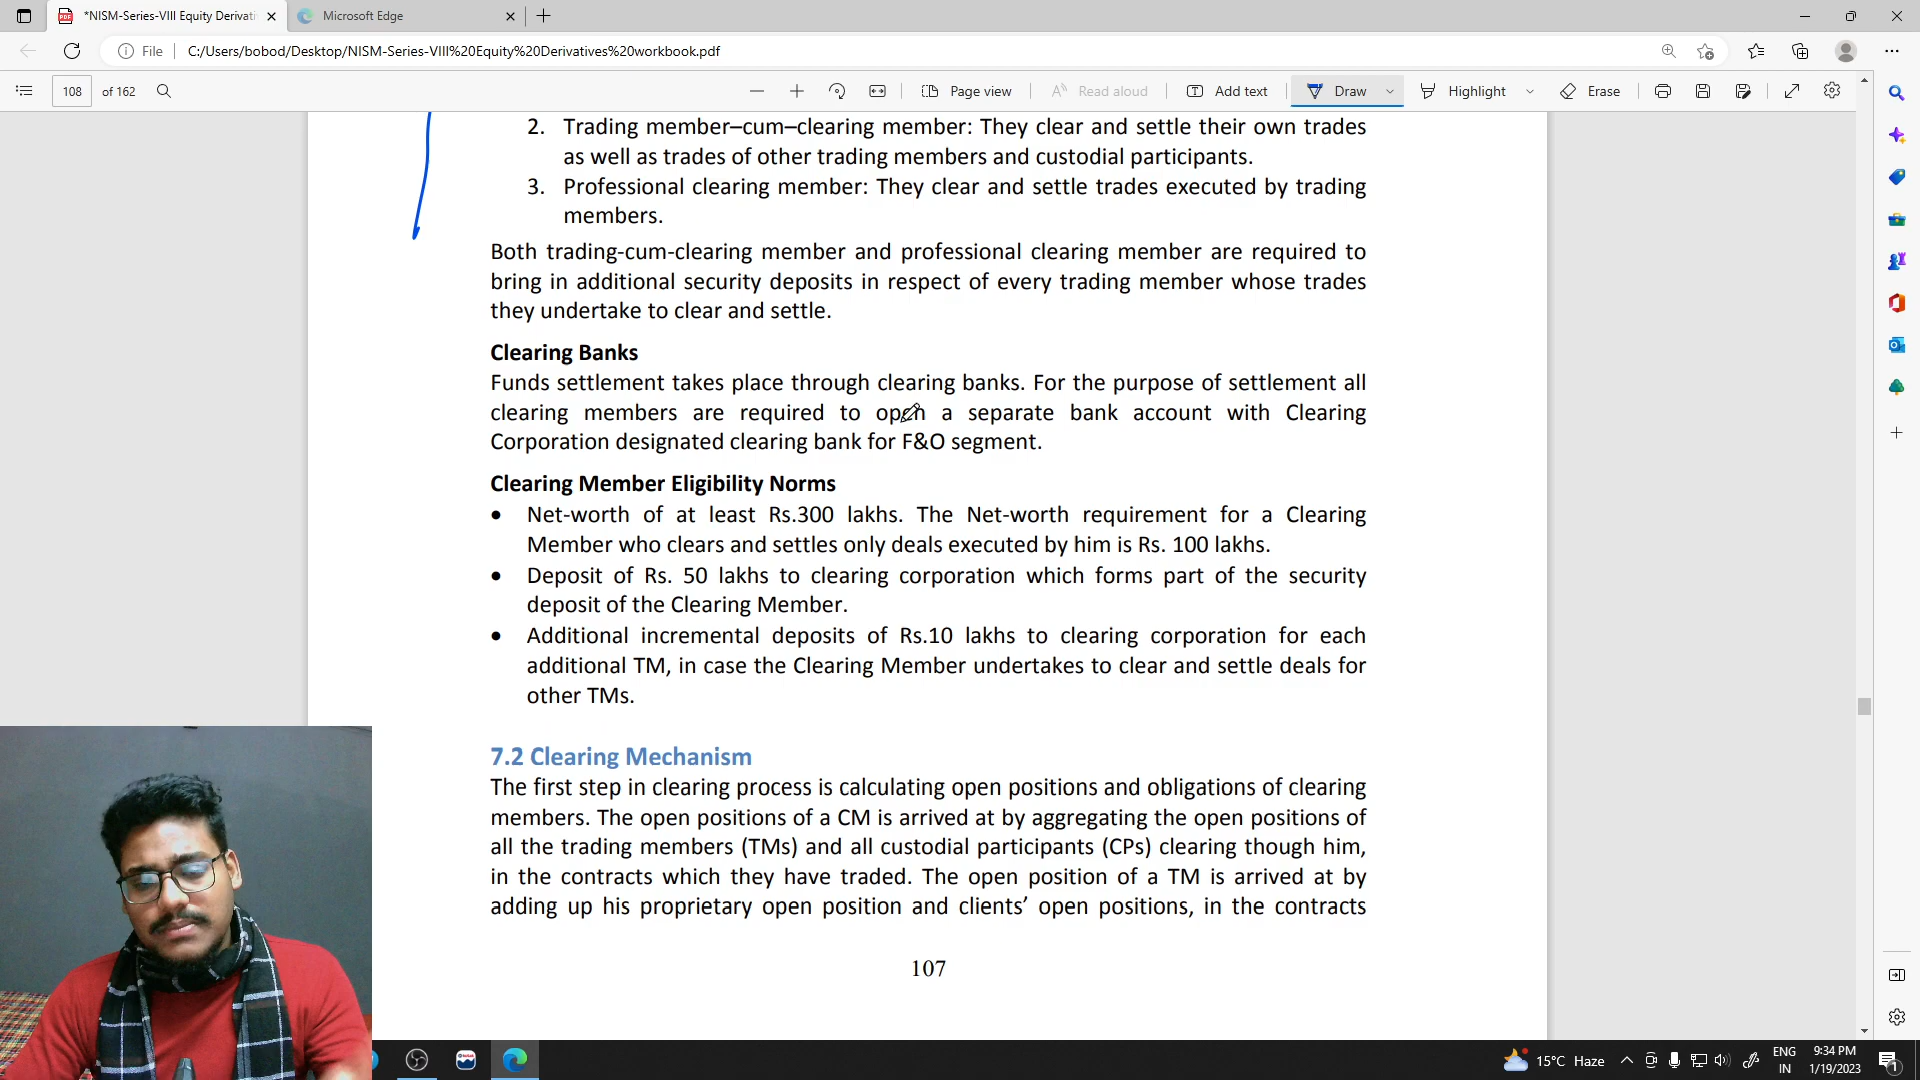 *NISM-Series-VIII Equity Derivati
Microsoft Edge
File
C:/Users/bobod/Desktop/NISM-Series-VIII%20Equity%20Derivatives%20workbook.pdf
108 of 162
Page view
Read aloud
Add text
Draw
Highlight
Erase
2. Trading member–cum–clearing member: They clear and settle their own trades
as well as trades of other trading members and custodial participants.
3. Professional clearing member: They clear and settle trades executed by trading
members.
Both trading-cum-clearing member and professional clearing member are required to
bring in additional security deposits in respect of every trading member whose trades
they undertake to clear and settle.
Clearing Banks
Funds settlement takes place through clearing banks. For the purpose of settlement all
clearing members are required to open a separate bank account with Clearing
Corporation designated clearing bank for F&O segment.
Clearing Member Eligibility Norms
• Net-worth of at least Rs.300 lakhs. The Net-worth requirement for a Clearing
Member who clears and settles only deals executed by him is Rs. 100 lakhs.
• Deposit of Rs. 50 lakhs to clearing corporation which forms part of the security
deposit of the Clearing Member.
• Additional incremental deposits of Rs.10 lakhs to clearing corporation for each
additional TM, in case the Clearing Member undertakes to clear and settle deals for
other TMs.
7.2 Clearing Mechanism
The first step in clearing process is calculating open positions and obligations of clearing
members. The open positions of a CM is arrived at by aggregating the open positions of
all the trading members (TMs) and all custodial participants (CPs) clearing though him,
in the contracts which they have traded. The open position of a TM is arrived at by
adding up his proprietary open position and clients’ open positions, in the contracts
107
15°C Haze
ENG
IN
9:34 PM
1/19/2023
1